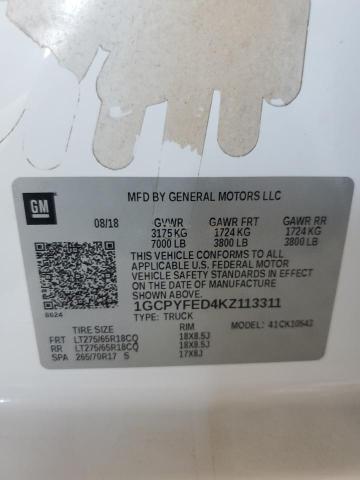 GM
MFD BY GENERAL MOTORS LLC
08/18 GVWR GAWR FRT GAWR RR
3175 KG 1724 KG 1724 KG
7000 LB 3800 LB 3800 LB
THIS VEHICLE CONFORMS TO ALL
APPLICABLE U.S. FEDERAL MOTOR
VEHICLE SAFETY STANDARDS IN EFFECT
ON THE DATE OF MANUFACTURE
SHOWN ABOVE.
1GCPYFED4KZ113311
8624 TYPE: TRUCK
MODEL: 41CK10543
TIRE SIZE RIM
FRT LT275/65R18CQ 18X8.5J
RR LT275/65R18CQ 18X8.5J
SPA 265/70R17 S 17X8J